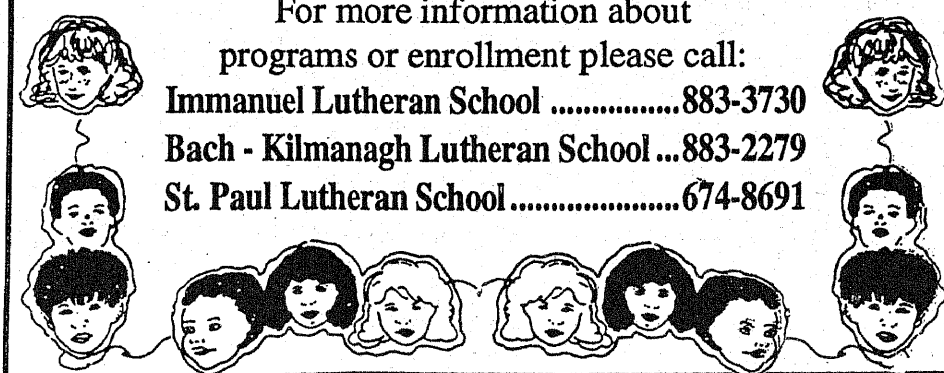 For more information about
programs or enrollment please call:
Immanuel Lutheran School ................883-3730
Bach - Kilmanagh Lutheran School ...883-2279
St. Paul Lutheran School.....................674-8691